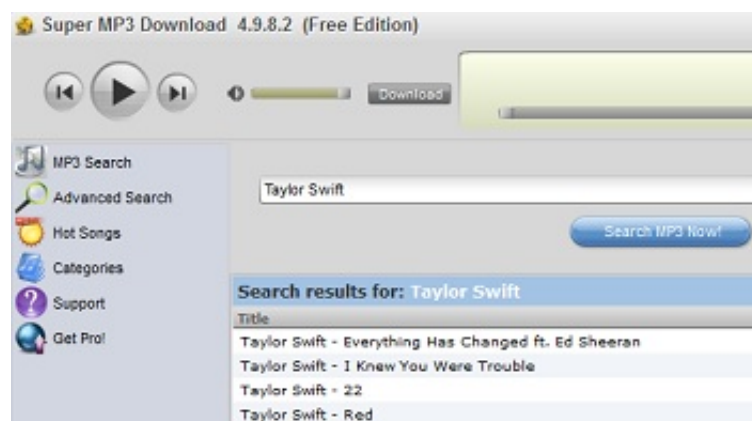 Super MP3 Download 4.9.8.2 (Free Edition)
Download
MP3 Search
Advanced Search
Hot Songs
Categories
Support
Get Pro!
Taylor Swift
Search MP3 Now!
Search results for: Taylor Swift
Title
Taylor Swift - Everything Has Changed ft. Ed Sheeran
Taylor Swift - I Knew You Were Trouble
Taylor Swift - 22
Taylor Swift - Red